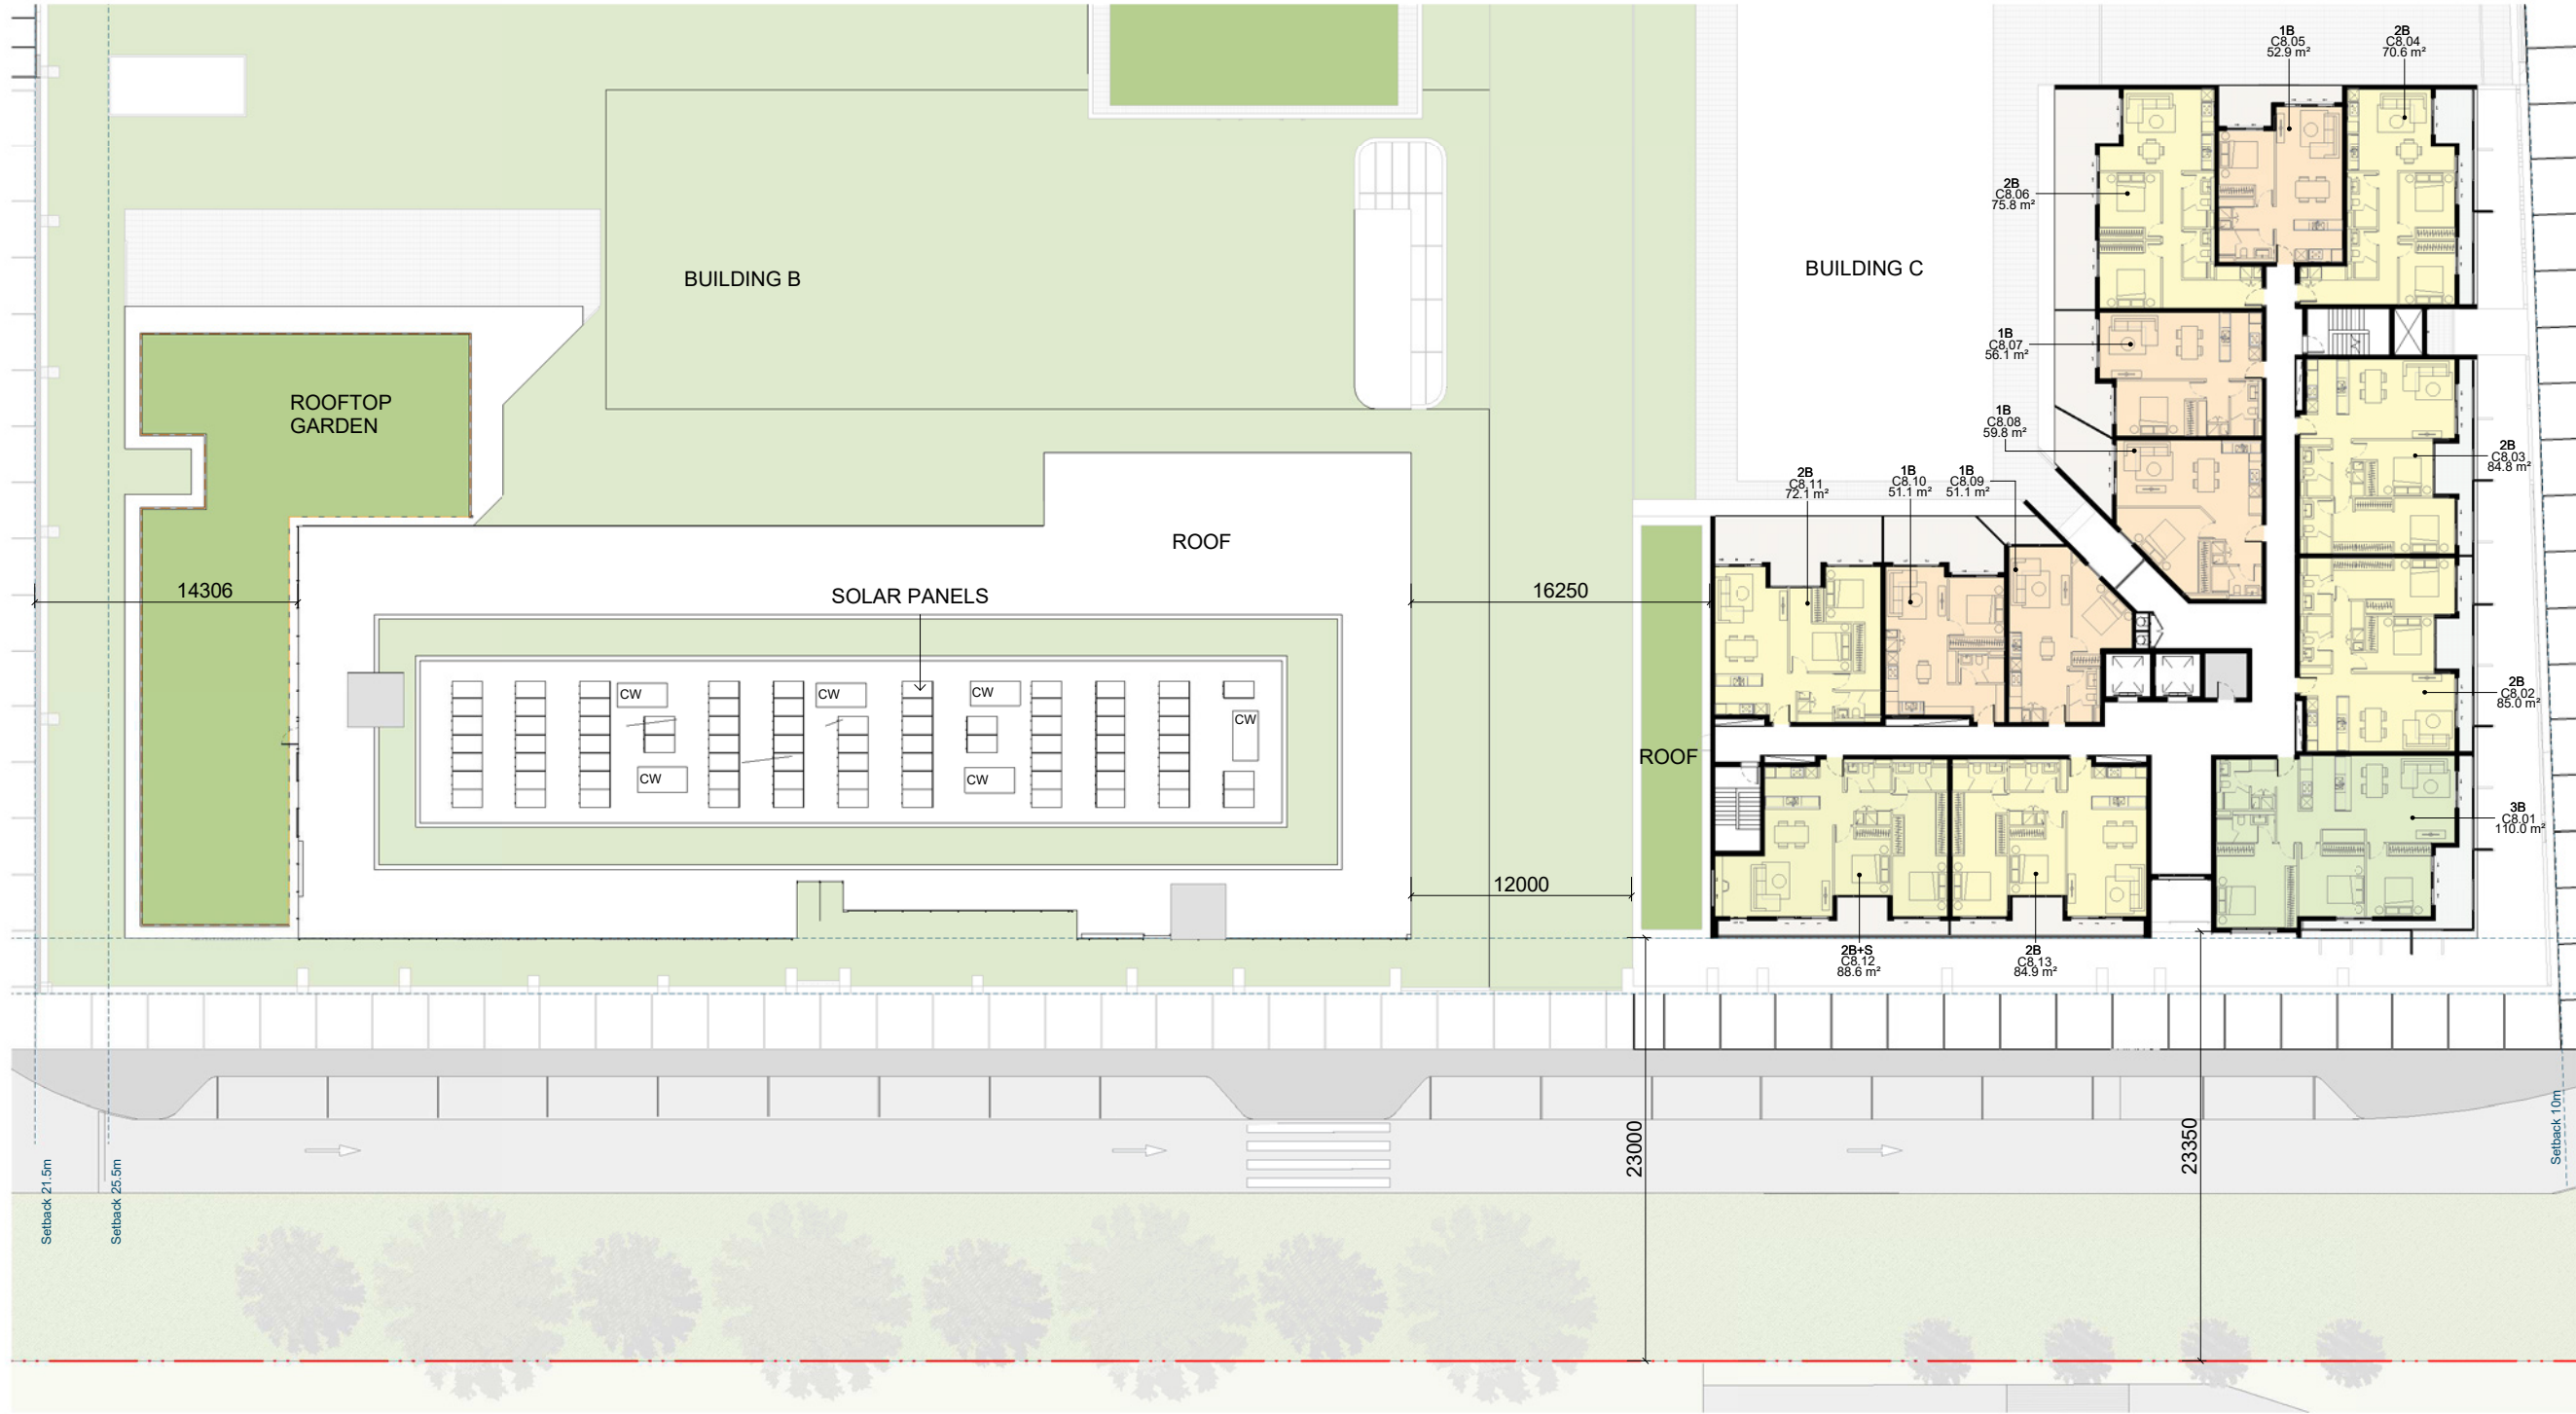 1B
C8.05
52.9 m²
2B
C8.04
70.6 m²
2B
C8.06
75.8 m²
BUILDING B
BUILDING C
1B
C8.07
56.1 m²
ROOFTOP
GARDEN
1B
C8.08
59.8 m²
2B
C8.03
84.8 m²
2B
C8.11
72.1 m²
1B
C8.10
51.1 m²
1B
C8.09
51.1 m²
ROOF
14306
SOLAR PANELS
16250
CW
CW
CW
CW
CW
CW
2B
C8.02
85.0 m²
ROOF
3B
C8.01
110.0 m²
12000
2B+S
C8.12
88.6 m²
2B
C8.13
84.9 m²
23000
23350
Setback 21.5m
Setback 25.5m
Setback 10m